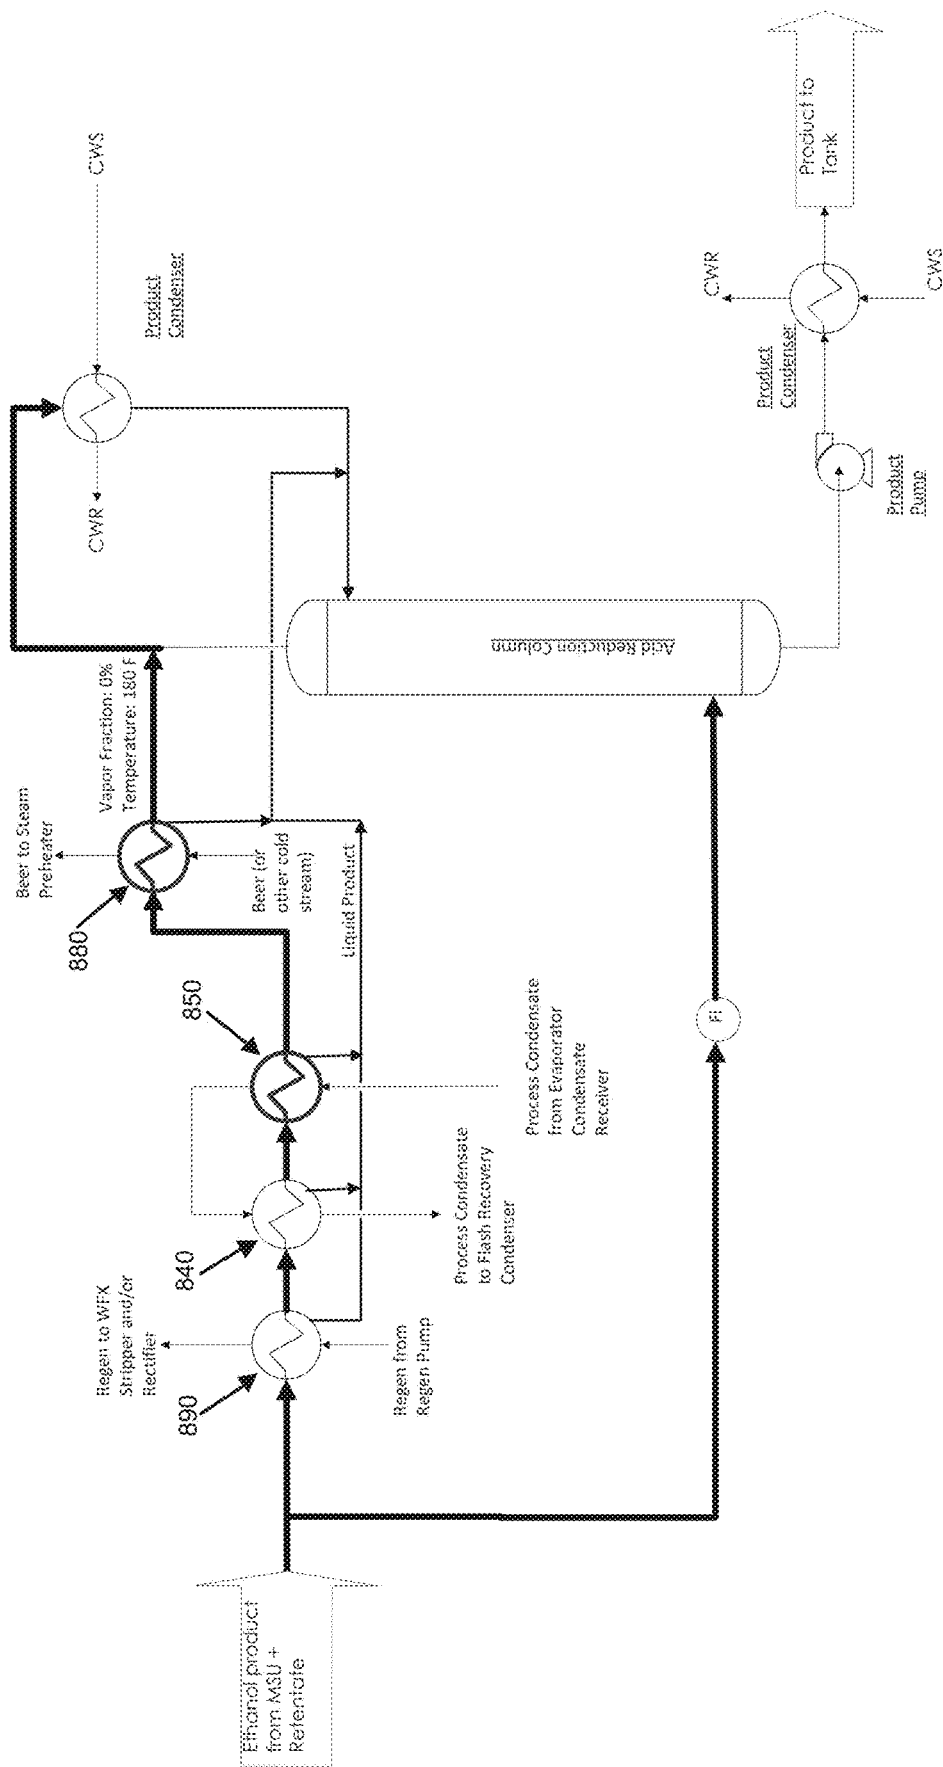 Ethanol product
from MSU +
Retentate
890
Regen to WFX
Stripper and/or
Rectifier
Regen from
Regen Pump
840
Process Condensate
to Flash Recovery
Condenser
850
Process Condensate
from Evaporator
Condensate
Receiver
880
Beer to Steam
Preheater
Beer (or
other cold
stream)
Liquid Product
Vapor Fraction: 0%
Temperature: 180 F
CWR
CWS
Product
Condenser
Acid Reduction Column
FI
Product
Pump
Product
Condenser
CWR
CWS
Product to
Tank